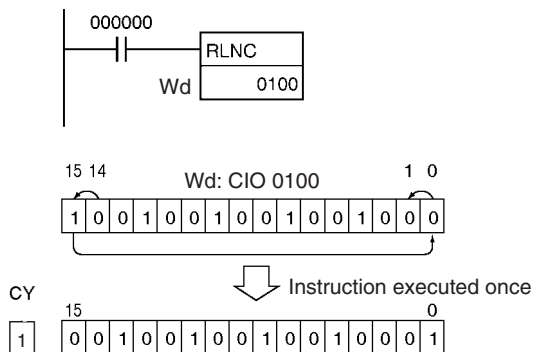 000000
RLNC
Wd 0100
15 14 1 0
Wd: CIO 0100
1 0 0 1 0 0 1 0 0 1 0 0 1 0 0 0
Instruction executed once
CY
15 0
1 0 0 1 0 0 1 0 0 1 0 0 1 0 0 0 1